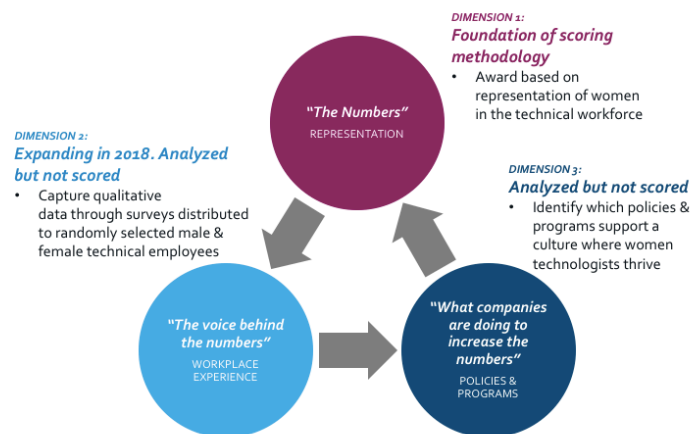 DIMENSION 1:
Foundation of scoring
methodology
• Award based on
representation of women
in the technical workforce
"The Numbers"
REPRESENTATION
DIMENSION 2:
Expanding in 2018. Analyzed
but not scored
• Capture qualitative
data through surveys distributed
to randomly selected male &
female technical employees
DIMENSION 3:
Analyzed but not scored
• Identify which policies &
programs support a
culture where women
technologists thrive
"The voice behind
the numbers"
WORKPLACE
EXPERIENCE
"What companies
are doing to
increase the
numbers"
POLICIES &
PROGRAMS